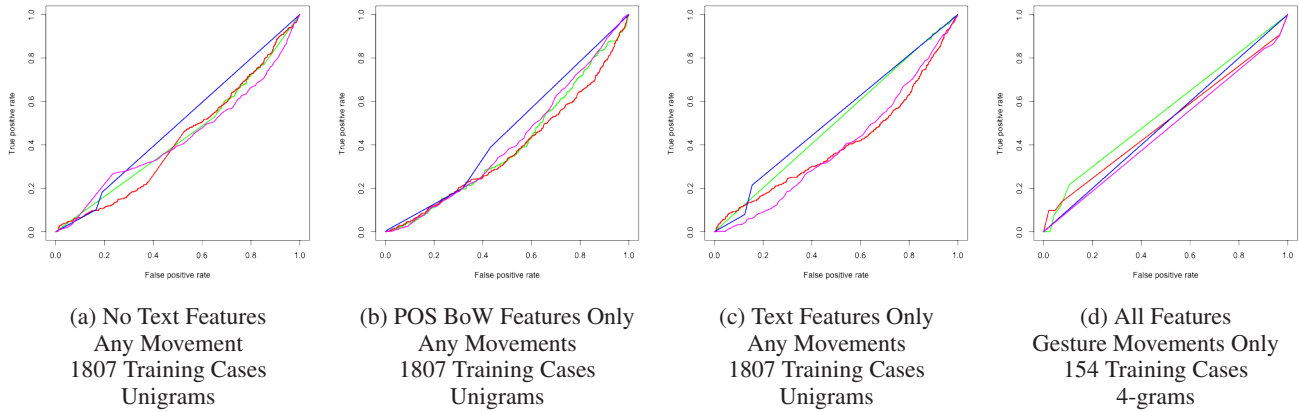 True positive rate
0.0 0.2 0.4 0.6 0.8 1.0
0.0 0.2 0.4 0.6 0.8 1.0
False positive rate
(a) No Text Features
Any Movement
1807 Training Cases
Unigrams
True positive rate
0.0 0.2 0.4 0.6 0.8 1.0
0.0 0.2 0.4 0.6 0.8 1.0
False positive rate
(b) POS BoW Features Only
Any Movements
1807 Training Cases
Unigrams
True positive rate
0.0 0.2 0.4 0.6 0.8 1.0
0.0 0.2 0.4 0.6 0.8 1.0
False positive rate
(c) Text Features Only
Any Movements
1807 Training Cases
Unigrams
True positive rate
0.0 0.2 0.4 0.6 0.8 1.0
0.0 0.2 0.4 0.6 0.8 1.0
False positive rate
(d) All Features
Gesture Movements Only
154 Training Cases
4-grams